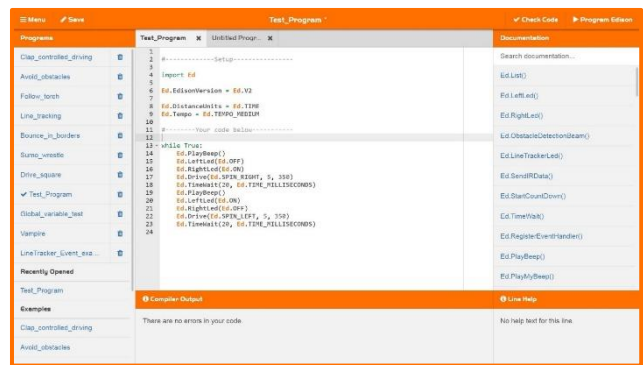 Menu
Save
Test_Program *
Check Code
Program Edison
Programs
Clap_controlled_driving
Avoid_obstacles
Follow_torch
Line_tracking
Bounce_in_borders
Sumo_wrestle
Drive_square
Test_Program
Global_variable_test
Vampire
LineTracker_Event_exa...
Recently Opened
Test_Program
Examples
Clap_controlled_driving
Avoid_obstacles
Test_Program x
Untitled Progr... x
1
2 #-------------Setup----------------
3
4 import Ed
5
6 Ed.EdisonVersion = Ed.V2
7
8 Ed.DistanceUnits = Ed.TIME
9 Ed.Tempo = Ed.TEMPO_MEDIUM
10
11 #--------Your code below-----------
12
13 while True:
14 Ed.PlayBeep()
15 Ed.LeftLed(Ed.OFF)
16 Ed.RightLed(Ed.ON)
17 Ed.Drive(Ed.SPIN_RIGHT, 5, 350)
18 Ed.TimeWait(20, Ed.TIME_MILLISECONDS)
19 Ed.PlayBeep()
20 Ed.LeftLed(Ed.ON)
21 Ed.RightLed(Ed.OFF)
22 Ed.Drive(Ed.SPIN_LEFT, 5, 350)
23 Ed.TimeWait(20, Ed.TIME_MILLISECONDS)
24
Compiler Output
There are no errors in your code.
Documentation
Search documentation...
Ed.List()
Ed.LeftLed()
Ed.RightLed()
Ed.ObstacleDetectionBeam()
Ed.LineTrackerLed()
Ed.SendIRData()
Ed.StartCountDown()
Ed.TimeWait()
Ed.RegisterEventHandler()
Ed.PlayBeep()
Ed.PlayMyBeep()
Line Help
No help text for this line.